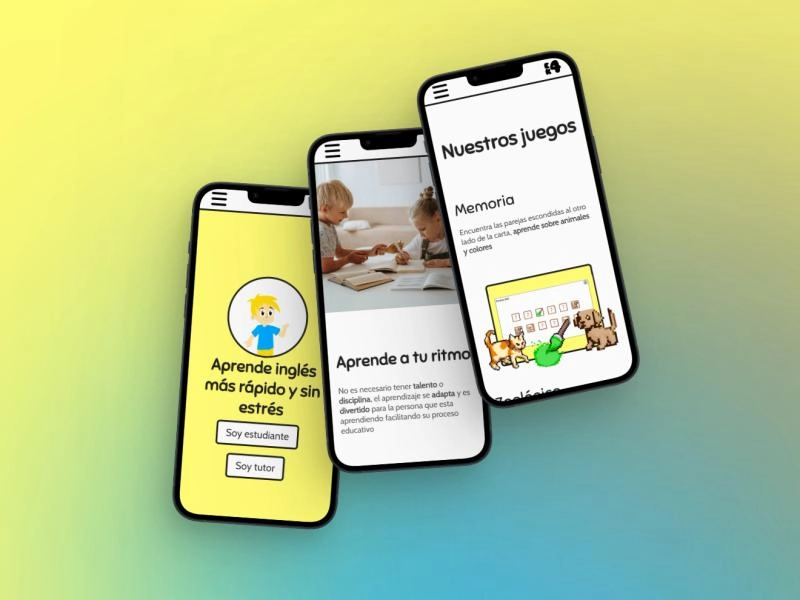 Aprende inglés
más rápido y sin
estrés
Soy estudiante
Soy tutor
Aprende a tu ritmo
No es necesario tener talento o
disciplina, el aprendizaje se adapta y es
divertido para la persona que esta
aprendiendo facilitando su proceso
educativo
Nuestros juegos
Memoria
Encuentra las parejas escondidas al otro
lado de la carta, aprende sobre animales
y colores
Zoológico